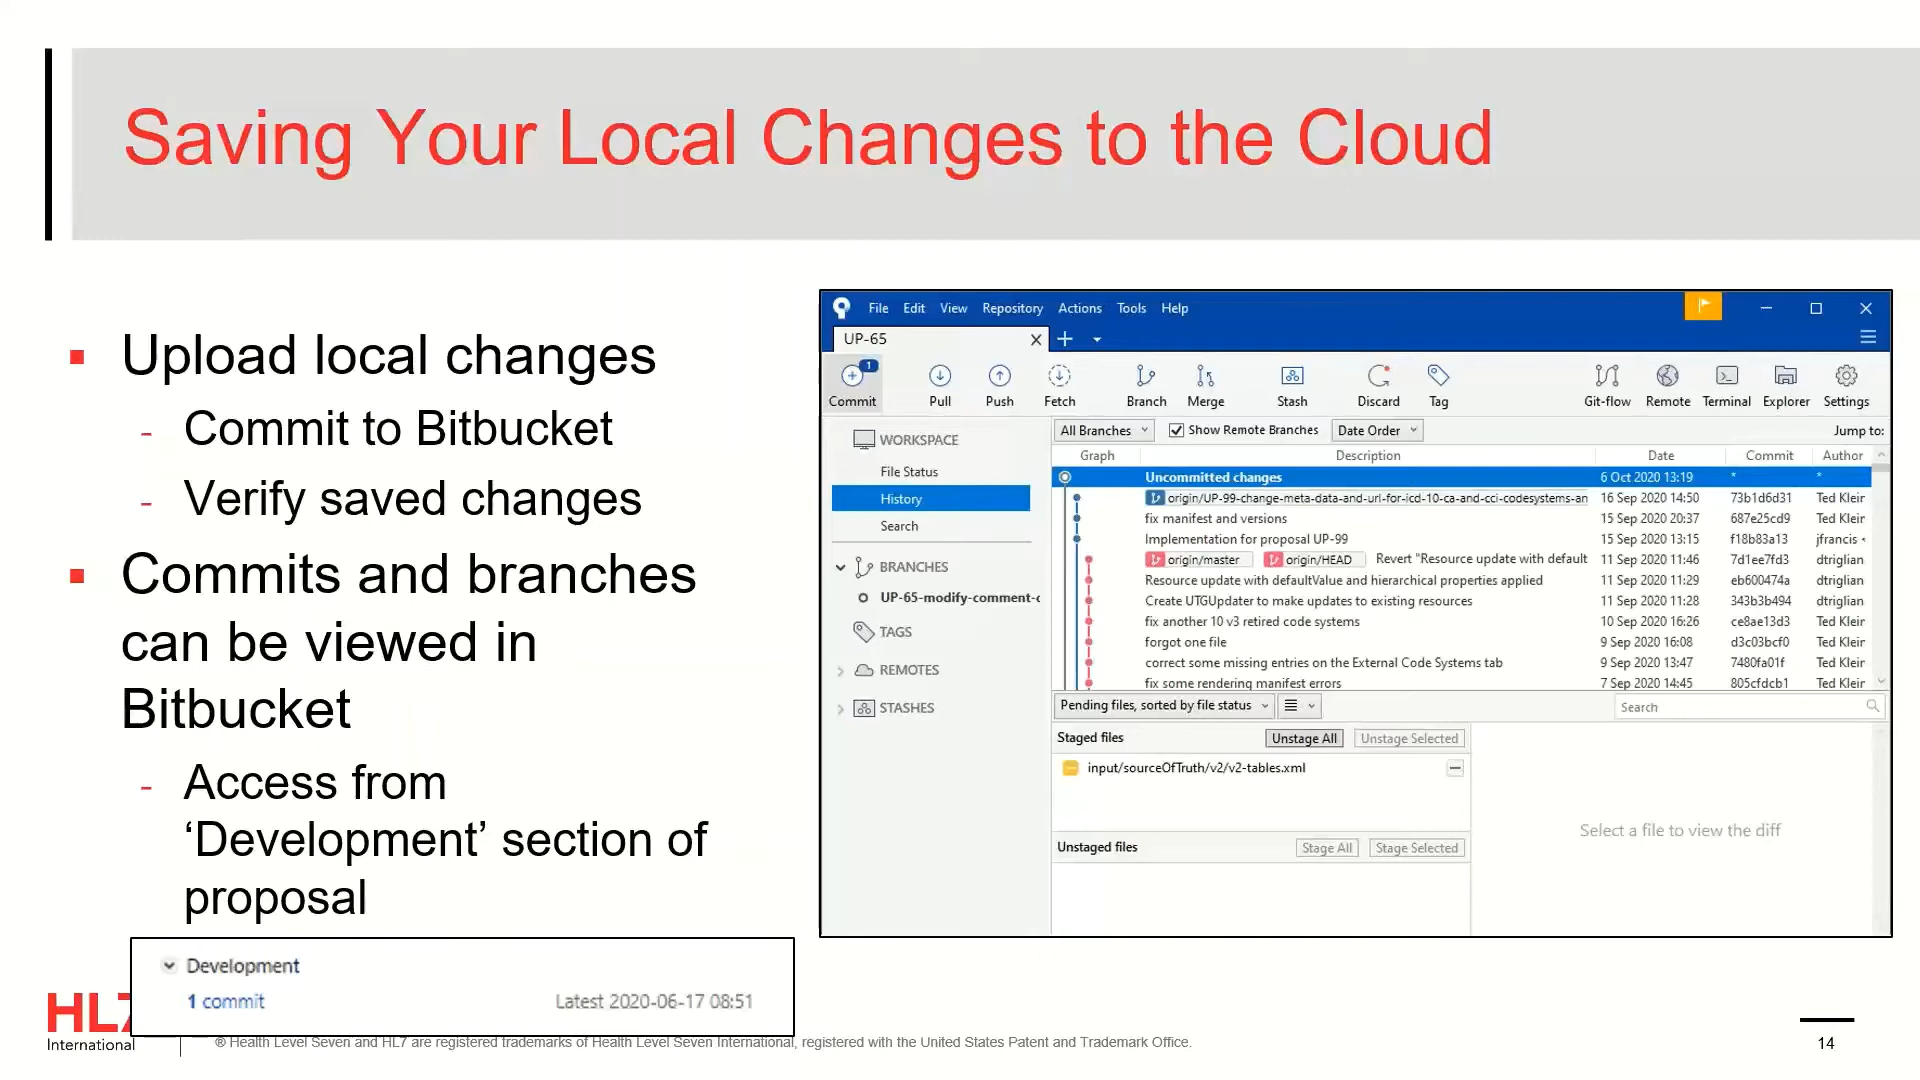 Saving Your Local Changes to the Cloud
Upload local changes
- Commit to Bitbucket
- Verify saved changes
Commits and branches
can be viewed in
Bitbucket
- Access from
‘Development’ section of
proposal
Development
1 commit Latest 2020-06-17 08:51
File Edit View Repository Actions Tools Help
UP-65
1
Commit Pull Push Fetch Branch Merge Stash Discard Tag Git-flow Remote Terminal Explorer Settings
WORKSPACE
File Status
History
Search
BRANCHES
UP-65-modify-comment-c
TAGS
REMOTES
STASHES
All Branches Show Remote Branches Date Order Jump to:
Graph Description Date Commit Author
Uncommitted changes 6 Oct 2020 13:19 * *
origin/UP-99-change-meta-data-and-url-for-icd-10-ca-and-cci-codesystems-an 16 Sep 2020 14:50 73b1d6d31 Ted Klein
fix manifest and versions 15 Sep 2020 20:37 687e25cd9 Ted Klein
Implementation for proposal UP-99 15 Sep 2020 13:15 f18b83a13 jfrancis <
origin/master origin/HEAD Revert "Resource update with default 11 Sep 2020 11:46 7d1ee7fd3 dtriglian
Resource update with defaultValue and hierarchical properties applied 11 Sep 2020 11:29 eb600474a dtriglian
Create UTGUpdater to make updates to existing resources 11 Sep 2020 11:28 343b3b494 dtriglian
fix another 10 v3 retired code systems 10 Sep 2020 16:26 ce8ae13d3 Ted Klein
forgot one file 9 Sep 2020 16:08 d3c03bcf0 Ted Klein
correct some missing entries on the External Code Systems tab 9 Sep 2020 13:47 7480fa01f Ted Klein
fix some rendering manifest errors 7 Sep 2020 14:45 805cfdcb1 Ted Klein
Pending files, sorted by file status Search
Staged files Unstage All Unstage Selected
input/sourceOfTruth/v2/v2-tables.xml
Unstaged files Stage All Stage Selected
Select a file to view the diff
HL7
International
® Health Level Seven and HL7 are registered trademarks of Health Level Seven International, registered with the United States Patent and Trademark Office.
14